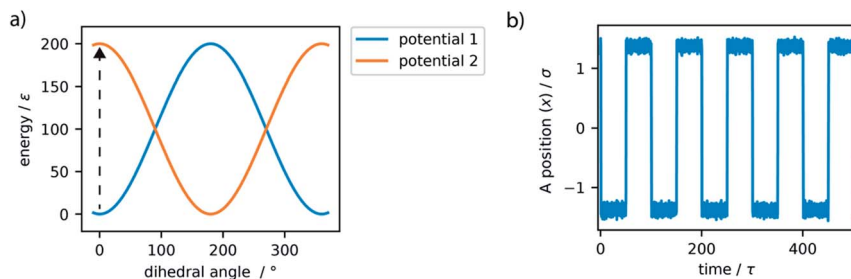 a)
energy / ε
200
150
100
50
0
0 100 200 300
dihedral angle / °
potential 1
potential 2
b)
A position (x) / σ
1
0
−1
0 200 400
time / τ